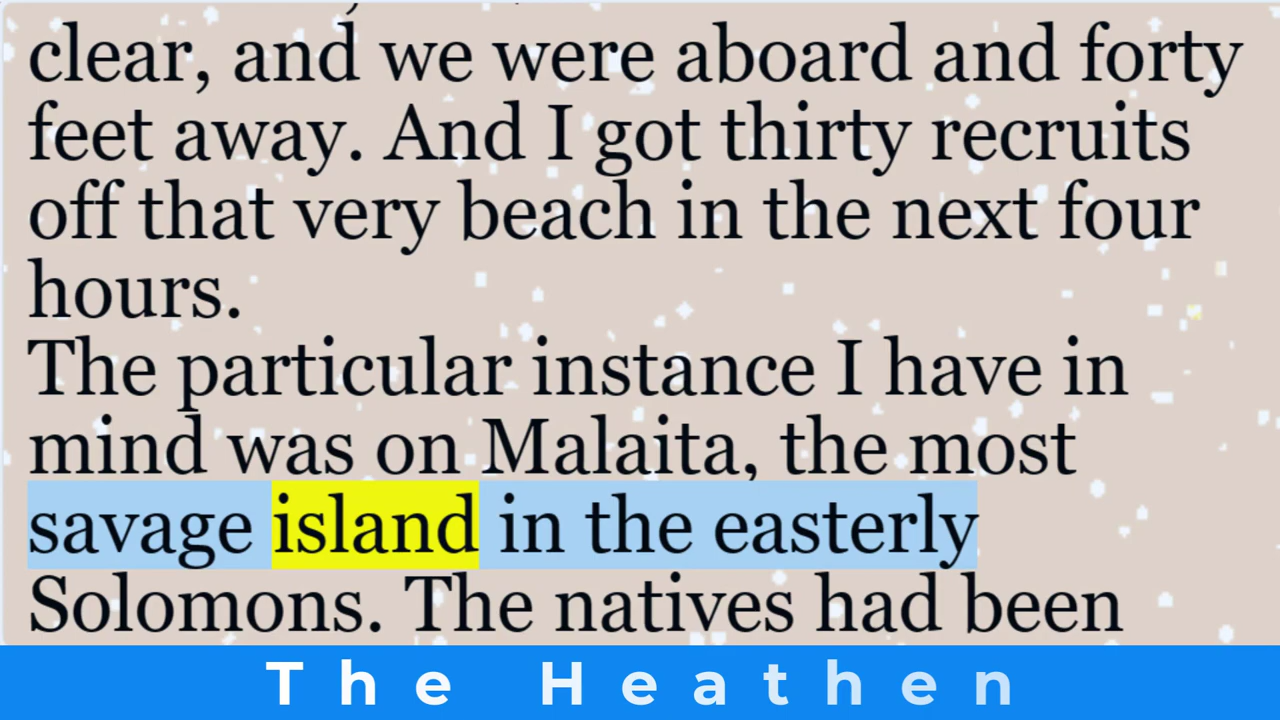 clear, and we were aboard and forty
feet away. And I got thirty recruits
off that very beach in the next four
hours.
The particular instance I have in
mind was on Malaita, the most
savage island in the easterly
Solomons. The natives had been
The Heathen